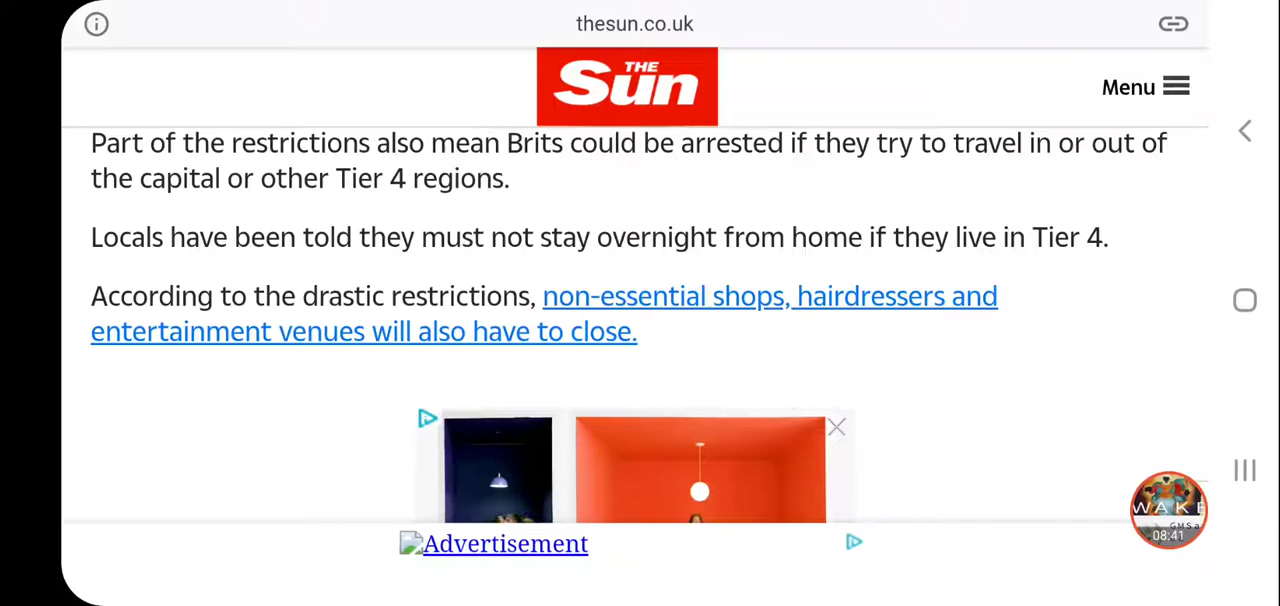 thesun.co.uk
THE
Sun
Menu
Part of the restrictions also mean Brits could be arrested if they try to travel in or out of
the capital or other Tier 4 regions.
Locals have been told they must not stay overnight from home if they live in Tier 4.
According to the drastic restrictions, non-essential shops, hairdressers and
entertainment venues will also have to close.
WAKE
GMS a
08:41
Advertisement